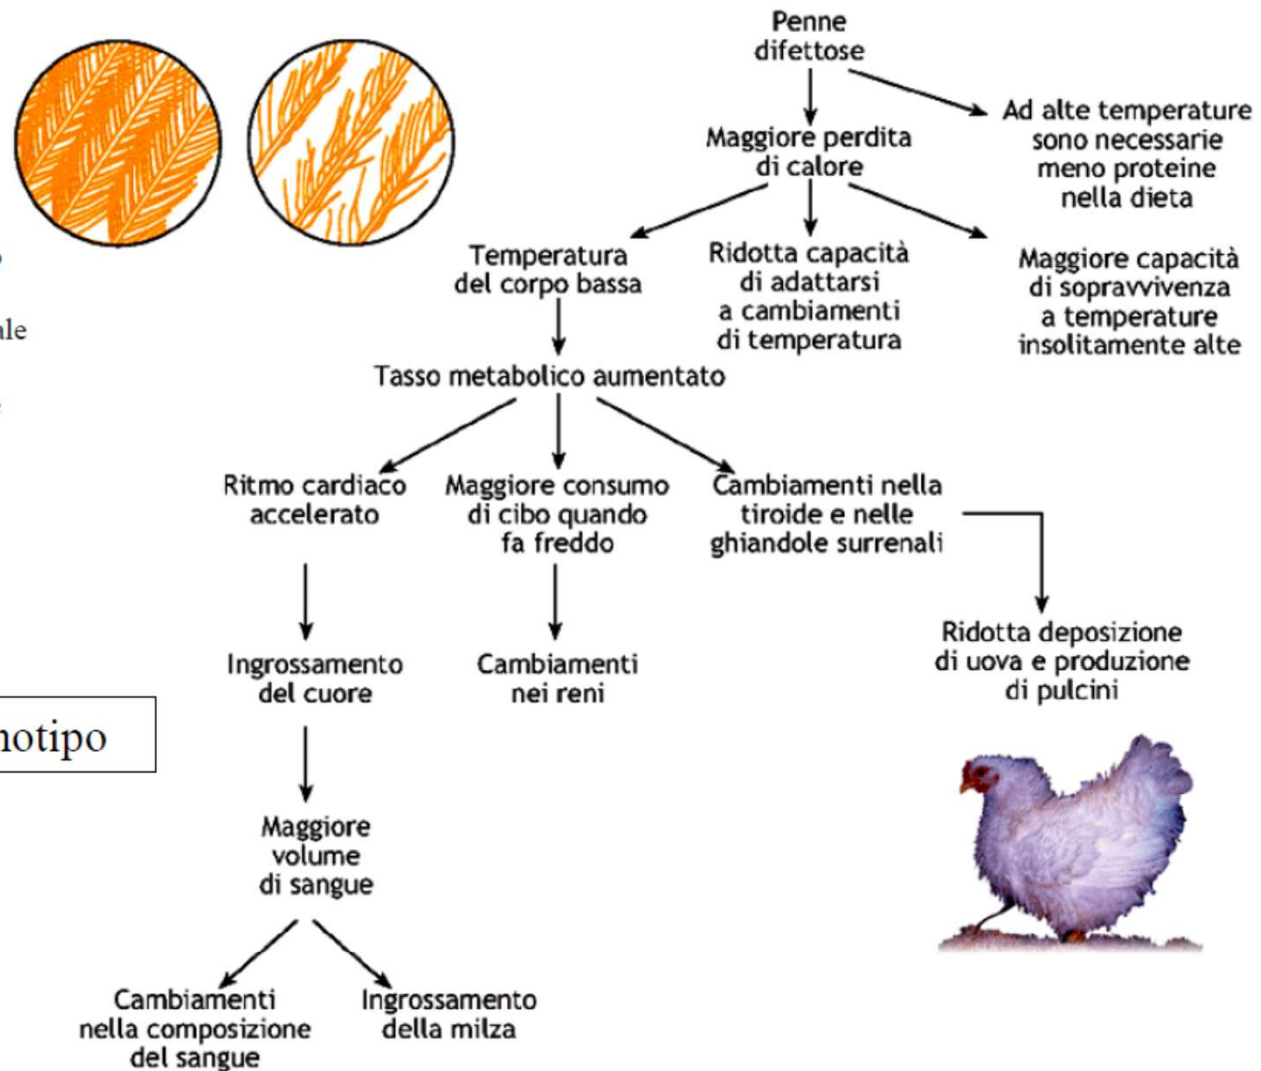 Penne
difettose
Maggiore perdita
di calore
Ad alte temperature
sono necessarie
meno proteine
nella dieta
Temperatura
del corpo bassa
Ridotta capacità
di adattarsi
a cambiamenti
di temperatura
Maggiore capacità
di sopravvivenza
a temperature
insolitamente alte
Tasso metabolico aumentato
Ritmo cardiaco
accelerato
Maggiore consumo
di cibo quando
fa freddo
Cambiamenti nella
tiroide e nelle
ghiandole surrenali
Ingrossamento
del cuore
Cambiamenti
nei reni
Ridotta deposizione
di uova e produzione
di pulcini
Maggiore
volume
di sangue
Cambiamenti
nella composizione
del sangue
Ingrossamento
della milza
ale
notipo